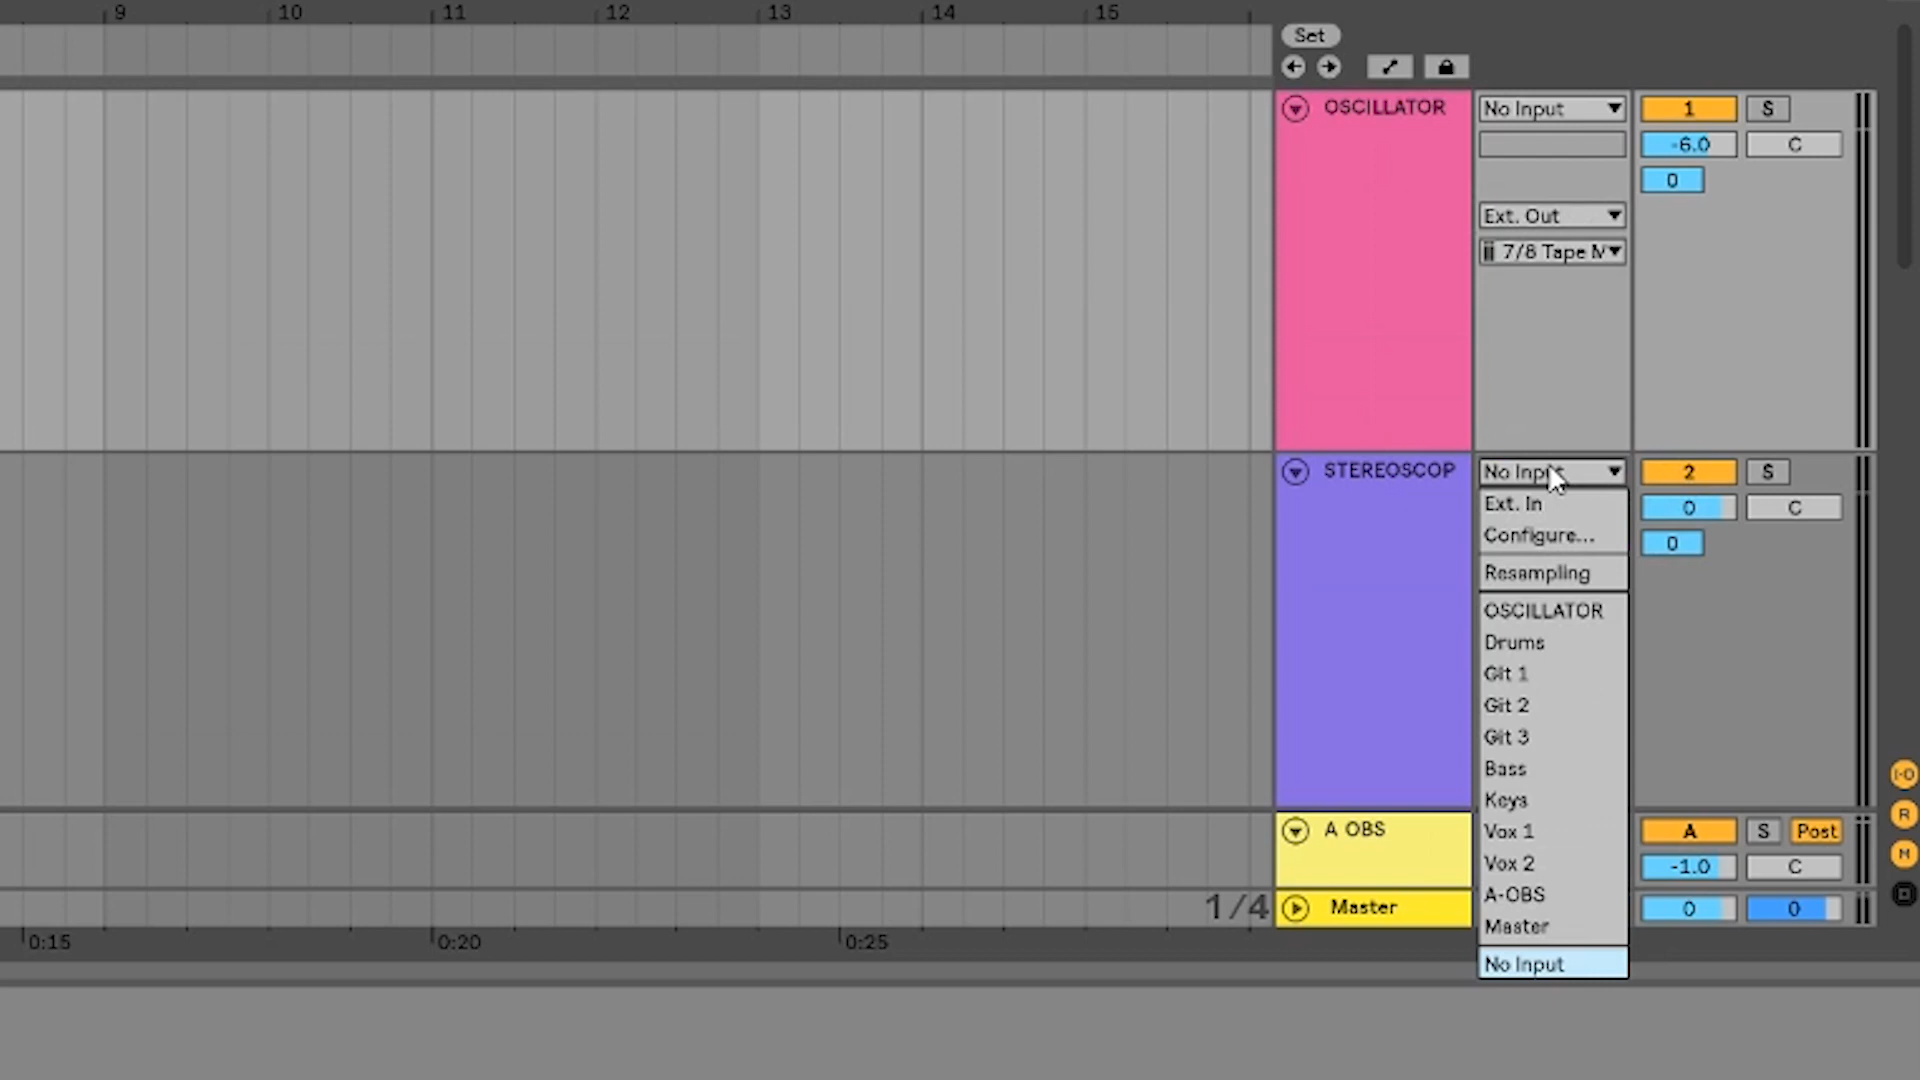 9 10 11 12 13 14 15
Set
OSCILLATOR No Input 1 S
-6.0 C
0
Ext. Out
7/8 Tape M
STEREOSCOP No Input 2 S
Ext. In 0 C
Configure... 0
Resampling
OSCILLATOR
Drums
Git 1
Git 2
Git 3
Bass
Keys
Vox 1
Vox 2
A-OBS
Master
No Input
A OBS A S Post
-1.0 C
1/4 Master 0 0
0:15 0:20 0:25
I-O
R
M